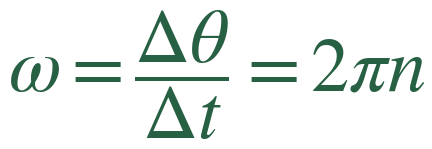 ω = Δθ/Δt = 2πn